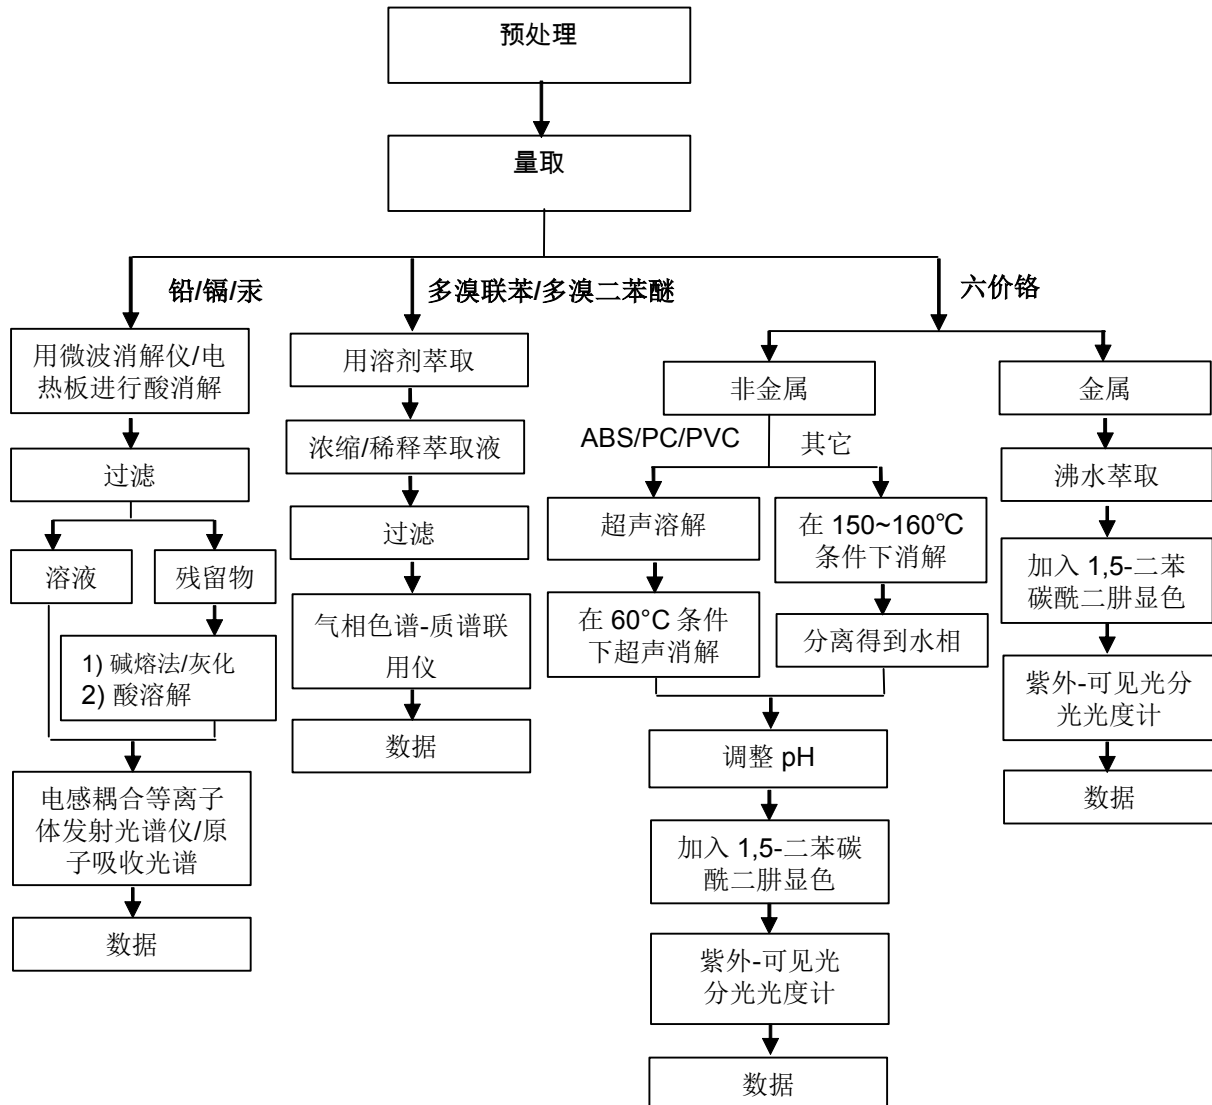 预处理
量取
铅/镉/汞
多溴联苯/多溴二苯醚
六价铬
用微波消解仪/电
热板进行酸消解
过滤
溶液
残留物
1) 碱熔法/灰化
2) 酸溶解
电感耦合等离子
体发射光谱仪/原
子吸收光谱
数据
用溶剂萃取
浓缩/稀释萃取液
过滤
气相色谱-质谱联
用仪
数据
非金属
ABS/PC/PVC
其它
超声溶解
在 60°C 条件
下超声消解
在 150~160℃
条件下消解
分离得到水相
调整 pH
加入 1,5-二苯碳
酰二肼显色
紫外-可见光
分光光度计
数据
金属
沸水萃取
加入 1,5-二苯
碳酰二肼显色
紫外-可见光分
光光度计
数据